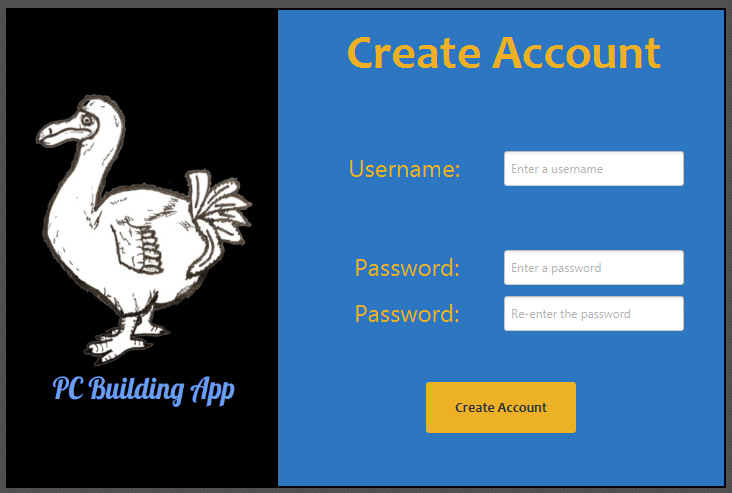 Create Account
Username: Enter a username
Password: Enter a password
Password: Re-enter the password
Create Account
PC Building App